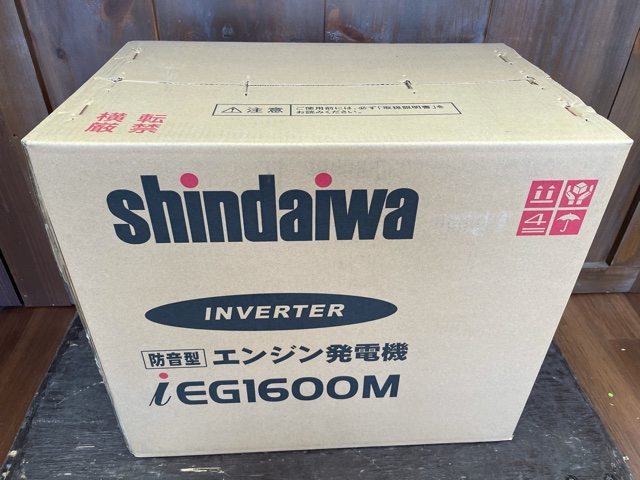 横転
厳禁
⚠注意
ご使用前には、必ず「取扱説明書」を
お読みください。
shindaiwa
4
INVERTER
防音型 エンジン発電機
iEG1600M